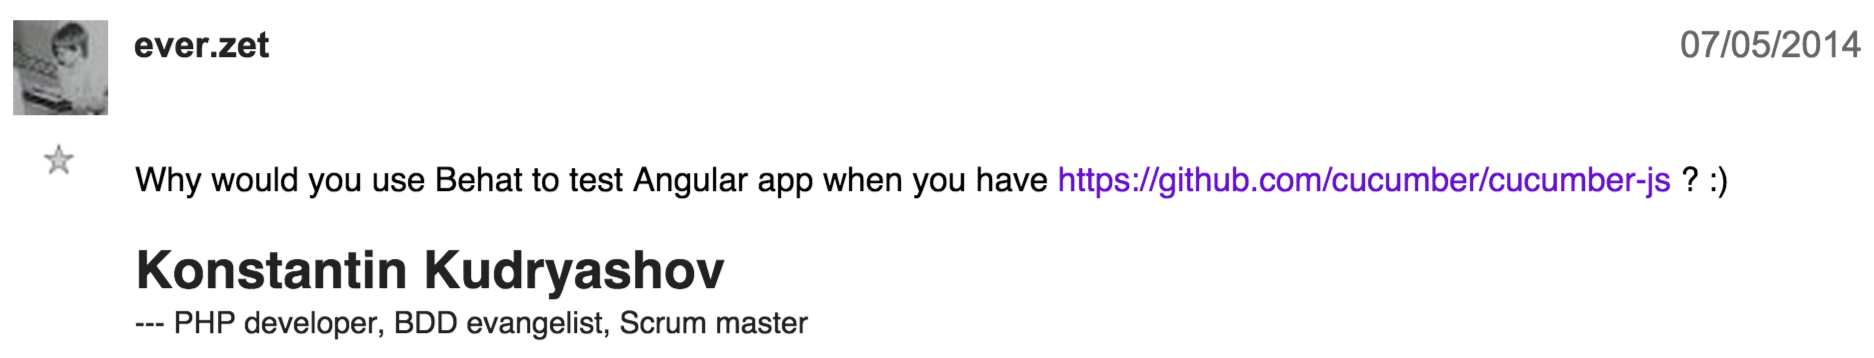 ever.zet
07/05/2014
Why would you use Behat to test Angular app when you have https://github.com/cucumber/cucumber-js ? :)
Konstantin Kudryashov
--- PHP developer, BDD evangelist, Scrum master